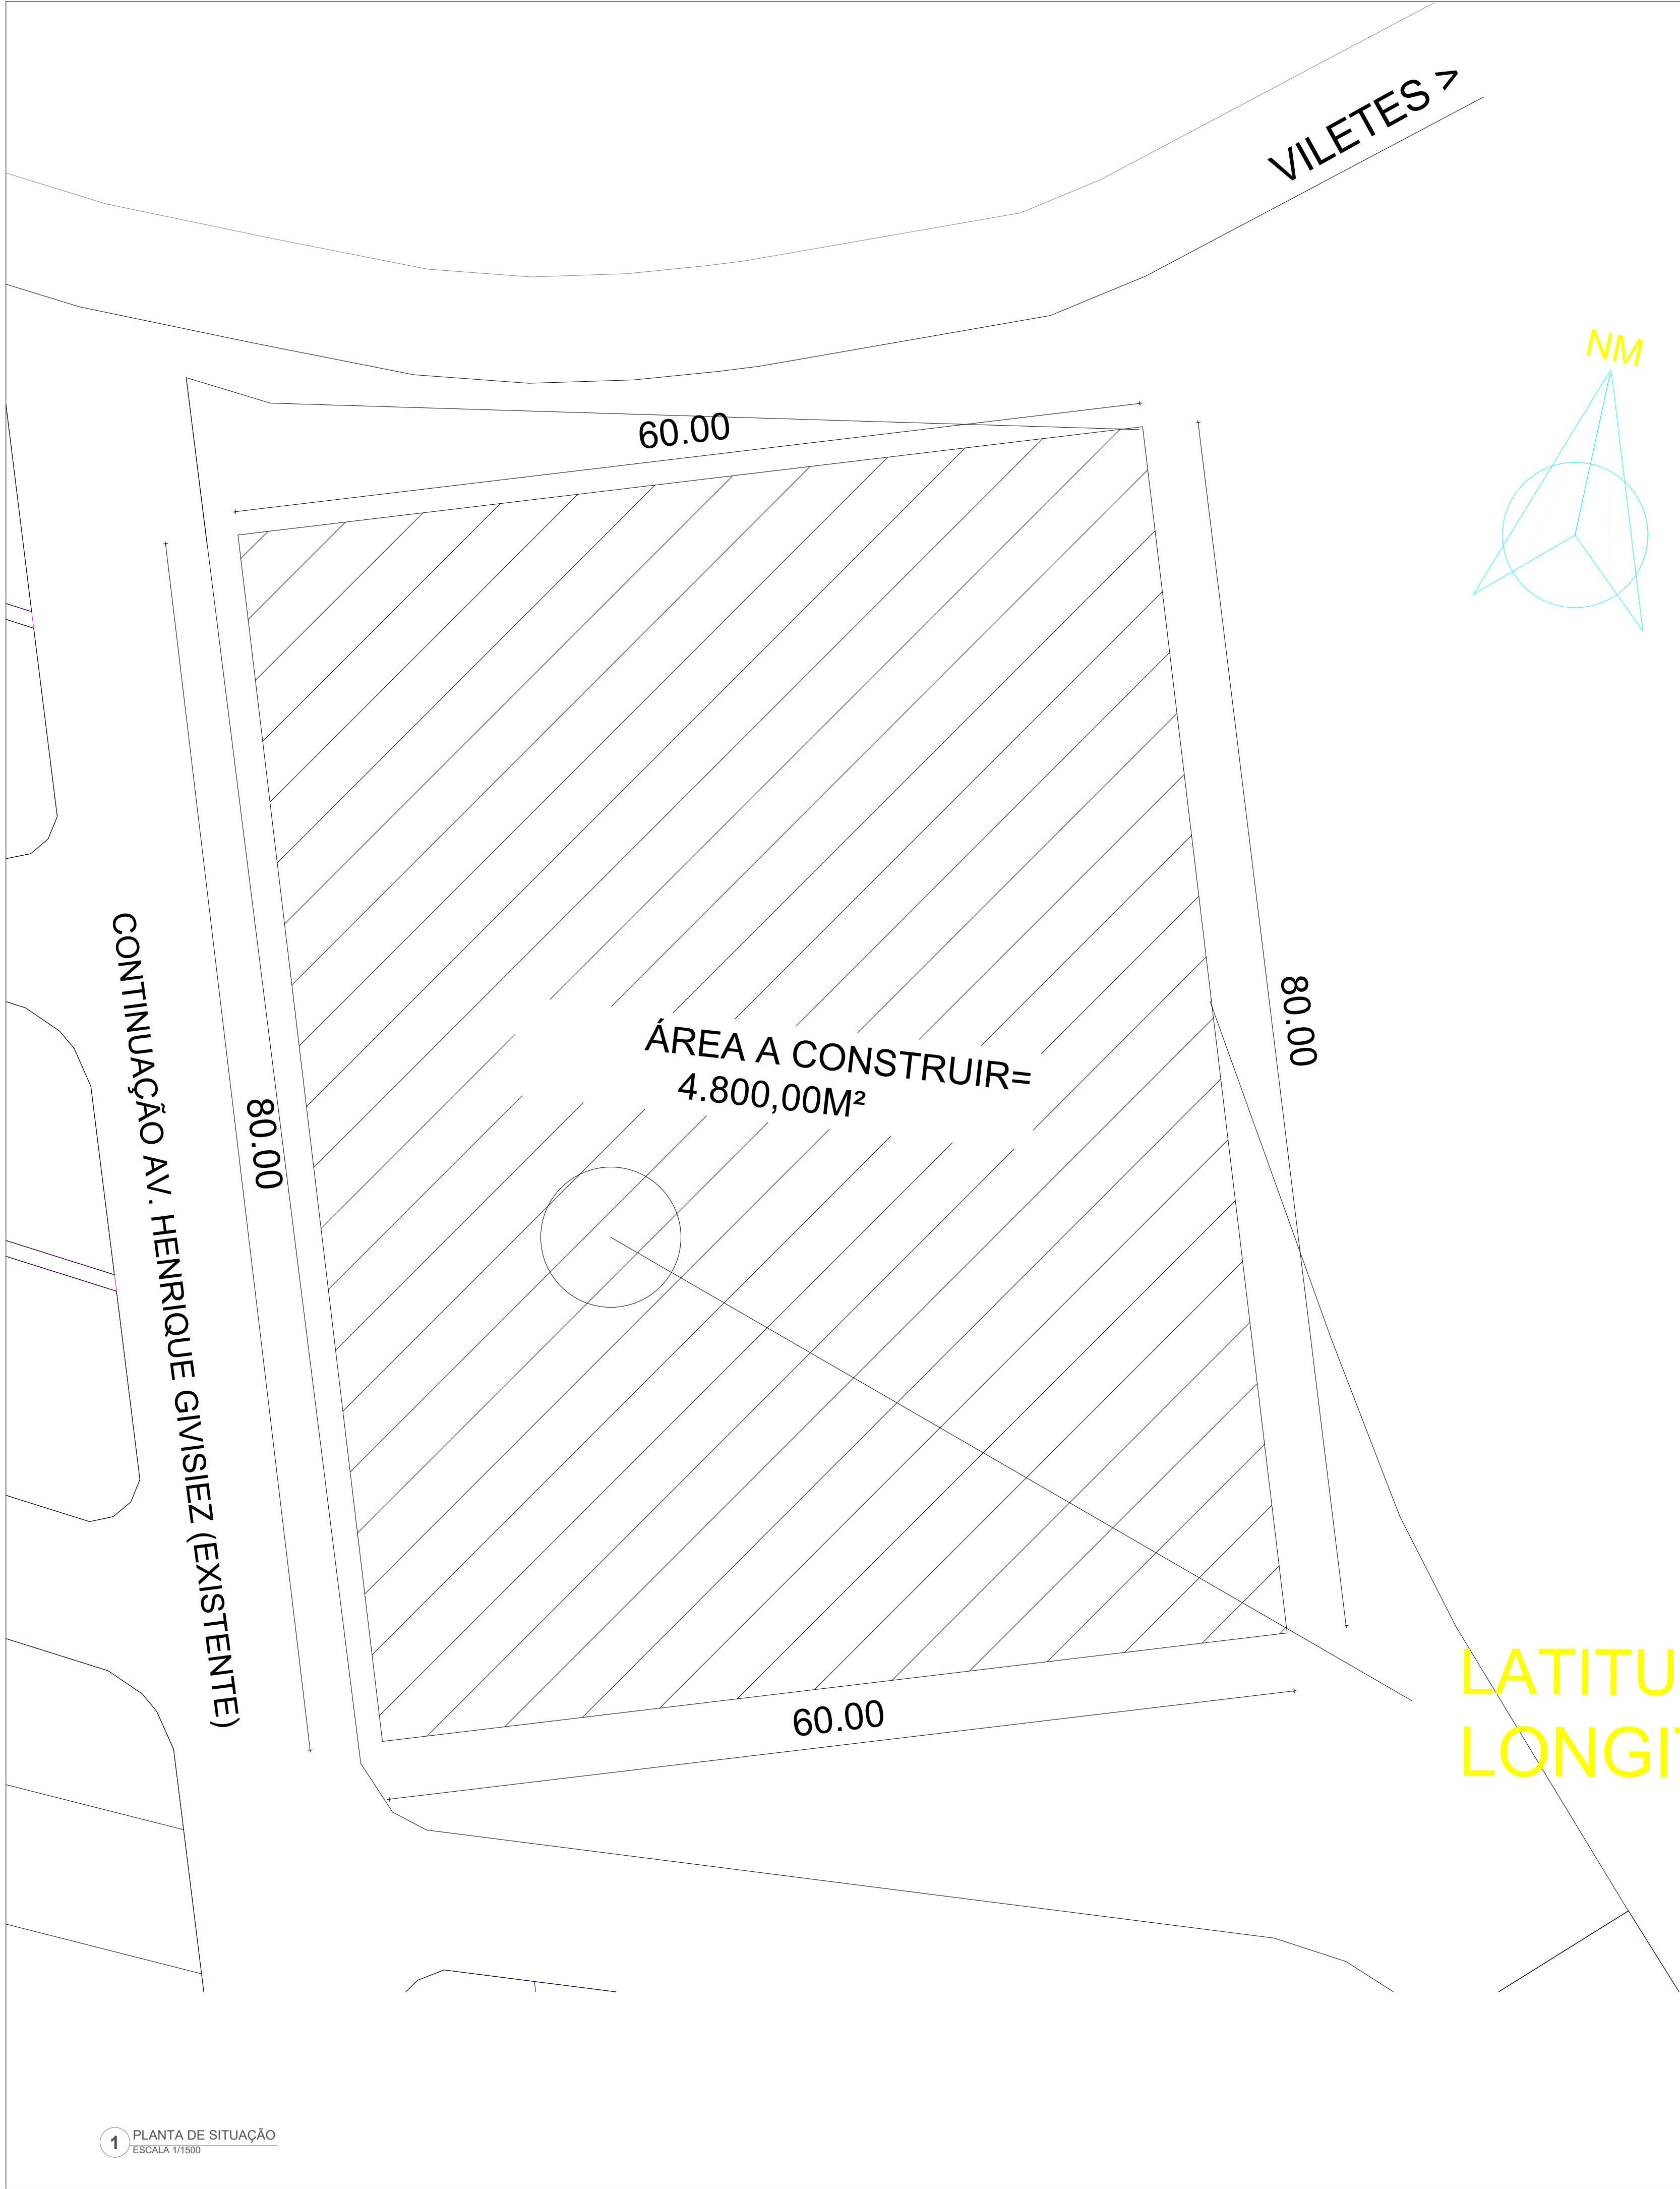 VILETES >
NM
60.00
80.00
ÁREA A CONSTRUIR=
4.800,00M²
80.00
CONTINUAÇÃO AV. HENRIQUE GIVISIEZ (EXISTENTE)
60.00
LATITU
LONGI
1 PLANTA DE SITUAÇÃO
ESCALA 1/1500